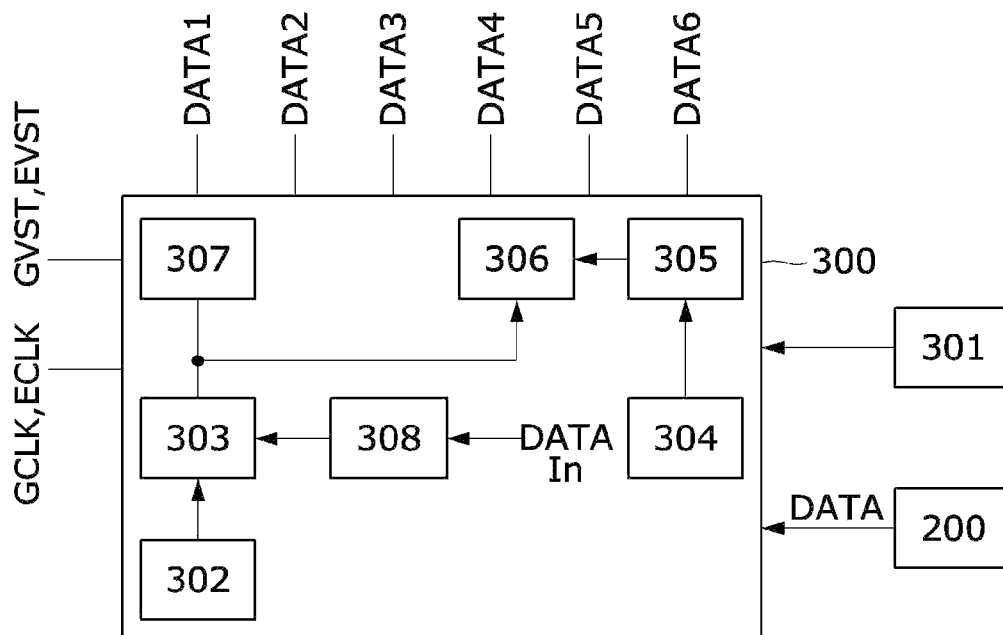 DATA1
DATA2
DATA3
DATA4
DATA5
DATA6
GVST,EVST
GCLK,ECLK
307
306
305
300
301
303
308
DATA
In
304
DATA
200
302